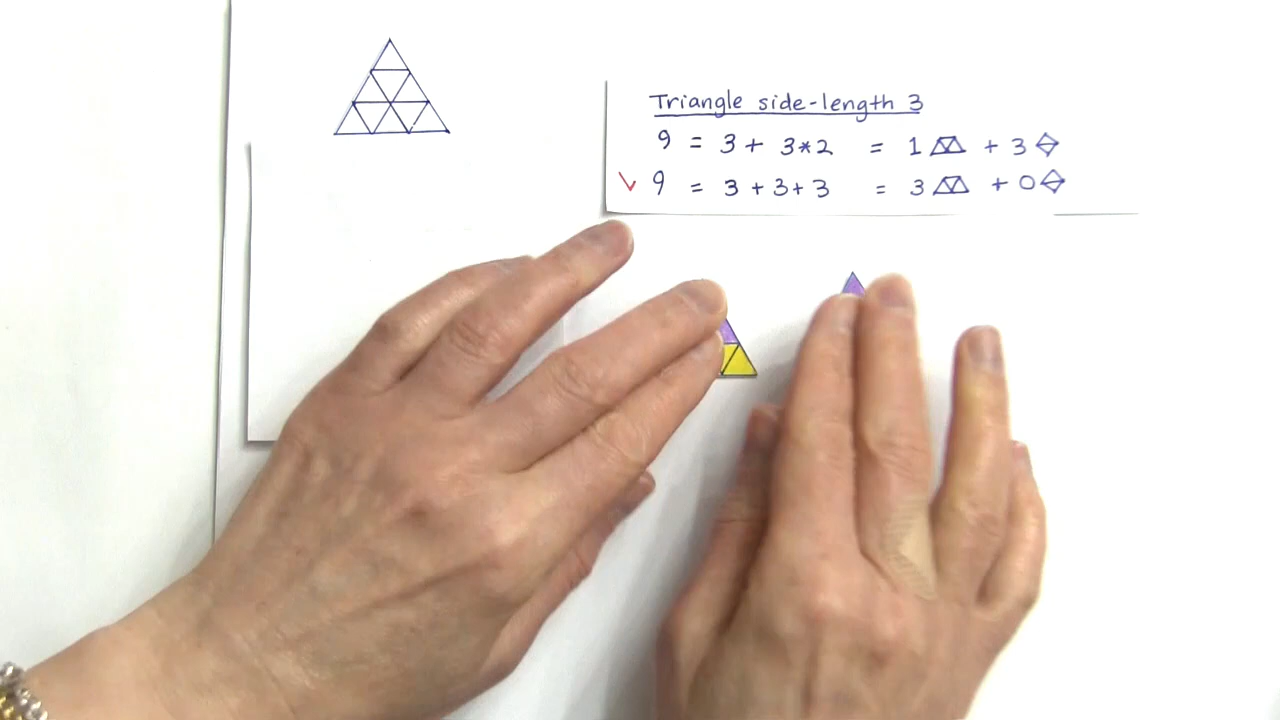 Triangle side-length 3
9 = 3 + 3*2 = 1 + 3
✓ 9 = 3 + 3 + 3 = 3 + 0